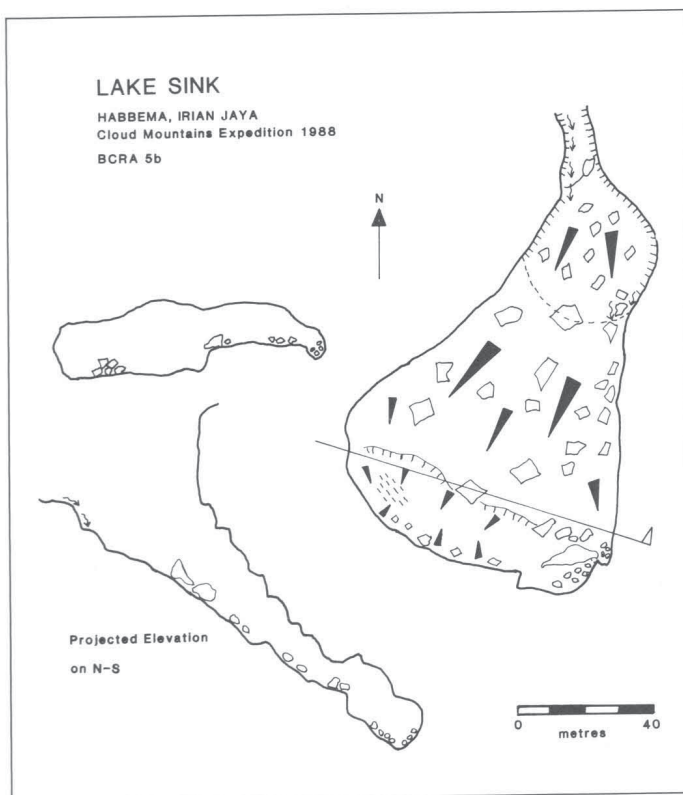 LAKE SINK
HABBEMA, IRIAN JAYA
Cloud Mountains Expedition 1988
BCRA 5b
N
Projected Elevation
on N-S
0 40
metres